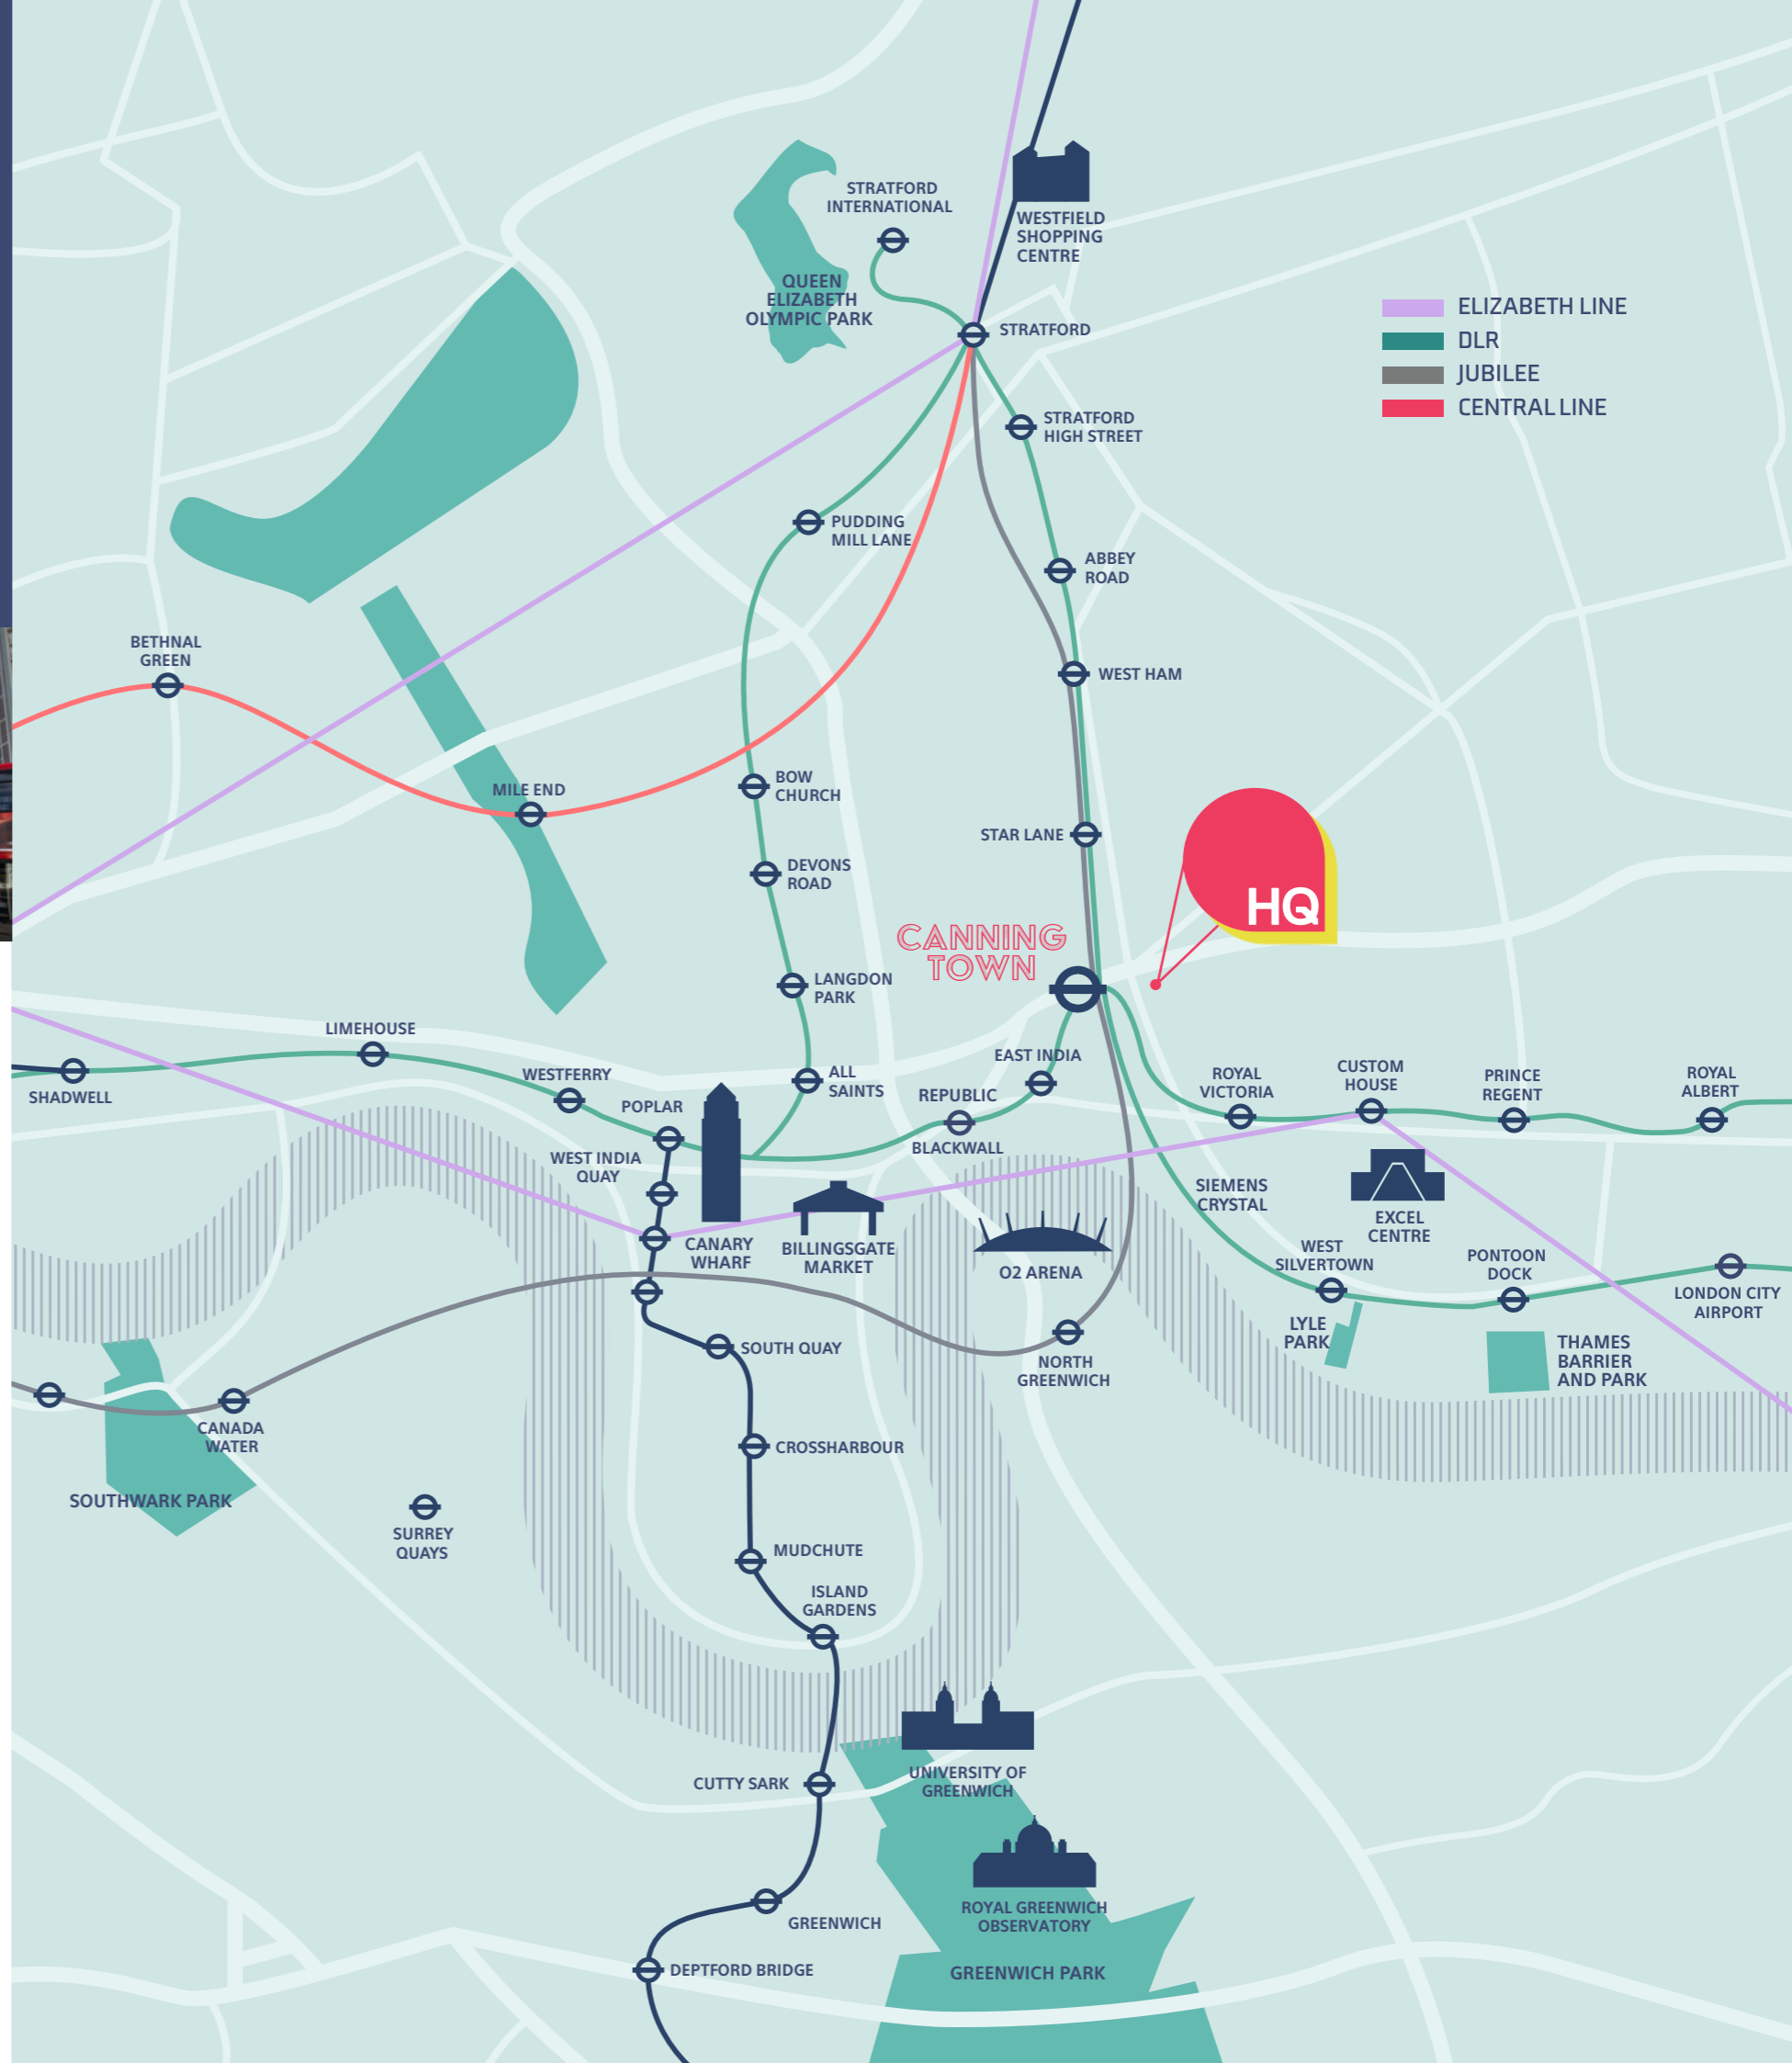 STRATFORD
INTERNATIONAL
WESTFIELD
SHOPPING
CENTRE
QUEEN
ELIZABETH
OLYMPIC PARK
STRATFORD
ELIZABETH LINE
DLR
JUBILEE
CENTRAL LINE
STRATFORD
HIGH STREET
PUDDING
MILL LANE
ABBEY
ROAD
BETHNAL
GREEN
WEST HAM
MILE END
BOW
CHURCH
STAR LANE
DEVONS
ROAD
HQ
CANNING
TOWN
LANGDON
PARK
LIMEHOUSE
SHADWELL
WESTFERRY
ALL
SAINTS
EAST INDIA
POPLAR
REPUBLIC
BLACKWALL
ROYAL
VICTORIA
CUSTOM
HOUSE
PRINCE
REGENT
ROYAL
ALBERT
WEST INDIA
QUAY
SIEMENS
CRYSTAL
EXCEL
CENTRE
CANARY
WHARF
BILLINGSGATE
MARKET
O2 ARENA
WEST
SILVERTOWN
PONTOON
DOCK
LONDON CITY
AIRPORT
LYLE
PARK
THAMES
BARRIER
AND PARK
SOUTH QUAY
NORTH
GREENWICH
CANADA
WATER
CROSSHARBOUR
SOUTHWARK PARK
SURREY
QUAYS
MUDCHUTE
ISLAND
GARDENS
CUTTY SARK
UNIVERSITY OF
GREENWICH
GREENWICH
ROYAL GREENWICH
OBSERVATORY
DEPTFORD BRIDGE
GREENWICH PARK